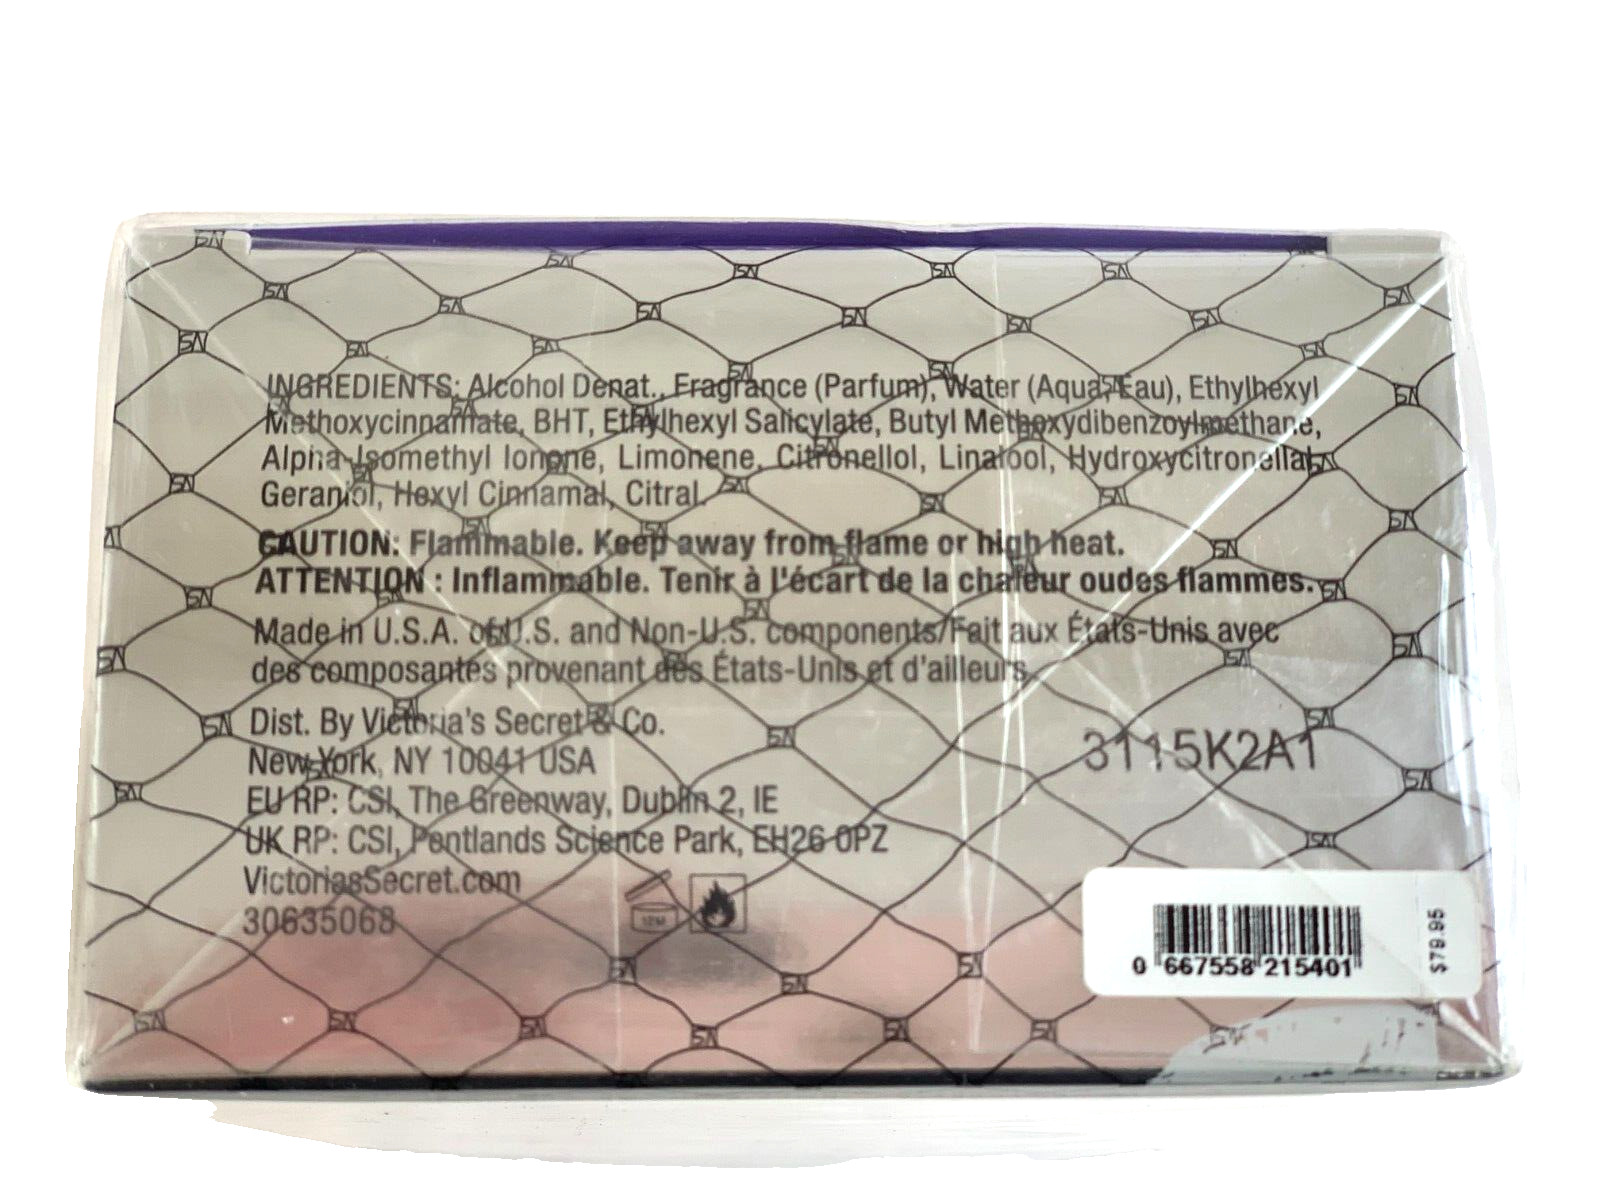 INGREDIENTS: Alcohol Denat., Fragrance (Parfum), Water (Aqua, Eau), Ethylhexyl
Methoxycinnamate, BHT, Ethylhexyl Salicylate, Butyl Methoxydibenzoylmethane,
Alpha-Isomethyl Ionone, Limonene, Citronellol, Linalool, Hydroxycitronellal,
Geraniol, Hexyl Cinnamal, Citral.
CAUTION: Flammable. Keep away from flame or high heat.
ATTENTION : Inflammable. Tenir à l'écart de la chaleur oudes flammes.
Made in U.S.A. of U.S. and Non-U.S. components/Fait aux États-Unis avec
des composantes provenant des États-Unis et d'ailleurs.
Dist. By Victoria's Secret & Co.
New York, NY 10041 USA
EU RP: CSI, The Greenway, Dublin 2, IE
UK RP: CSI, Pentlands Science Park, EH26 0PZ
VictoriasSecret.com
30635068
12M
3115K2A1
0 667558 215401
$79.95